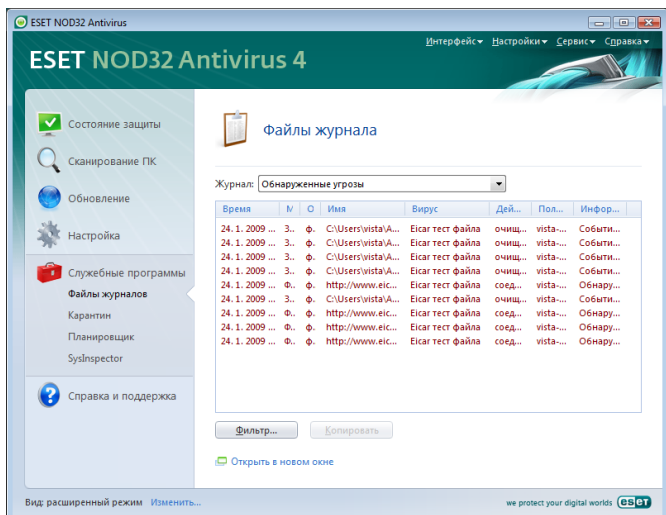 ESET NOD32 Antivirus
Интерфейс Настройки Сервис Справка
ESET NOD32 Antivirus 4
Состояние защиты
Сканирование ПК
Обновление
Настройка
Служебные программы
Файлы журналов
Карантин
Планировщик
SysInspector
Справка и поддержка
Файлы журнала
Журнал: Обнаруженные угрозы
Время М О Имя Вирус Дей... Пол... Инфор...
24. 1. 2009 ... З.. ф. C:\Users\vista\A... Eicar тест файла очищ... vista-... Событи...
24. 1. 2009 ... З.. ф. C:\Users\vista\A... Eicar тест файла очищ... vista-... Событи...
24. 1. 2009 ... З.. ф. C:\Users\vista\A... Eicar тест файла очищ... vista-... Событи...
24. 1. 2009 ... З.. ф. C:\Users\vista\A... Eicar тест файла очищ... vista-... Событи...
24. 1. 2009 ... Ф.. ф. http://www.eic... Eicar тест файла соед... vista-... Обнару...
24. 1. 2009 ... З.. ф. C:\Users\vista\A... Eicar тест файла очищ... vista-... Событи...
24. 1. 2009 ... Ф.. ф. http://www.eic... Eicar тест файла соед... vista-... Обнару...
24. 1. 2009 ... Ф.. ф. http://www.eic... Eicar тест файла соед... vista-... Обнару...
24. 1. 2009 ... Ф.. ф. http://www.eic... Eicar тест файла соед... vista-... Обнару...
Фильтр... Копировать
Открыть в новом окне
Вид: расширенный режим Изменить...
we protect your digital worlds eset